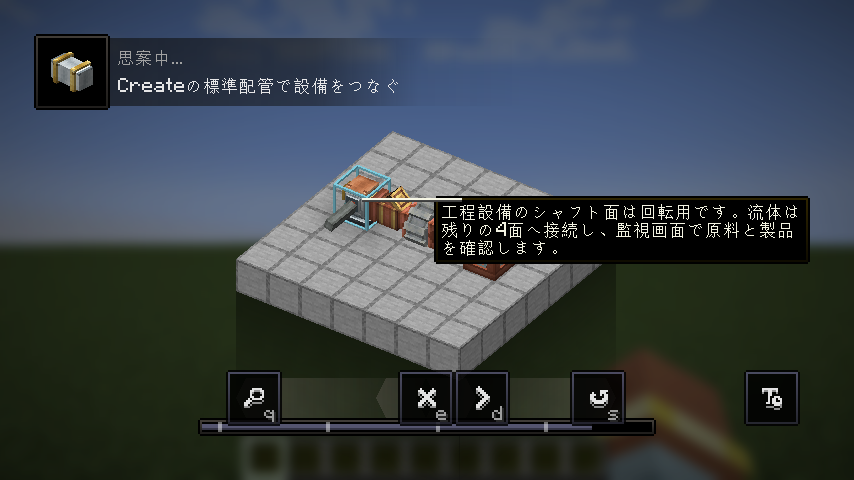 思案中...
Createの標準配管で設備をつなぐ
工程設備のシャフト面は回転用です。流体は
残りの4面へ接続し、監視画面で原料と製品
を確認します。
q
e
d
s